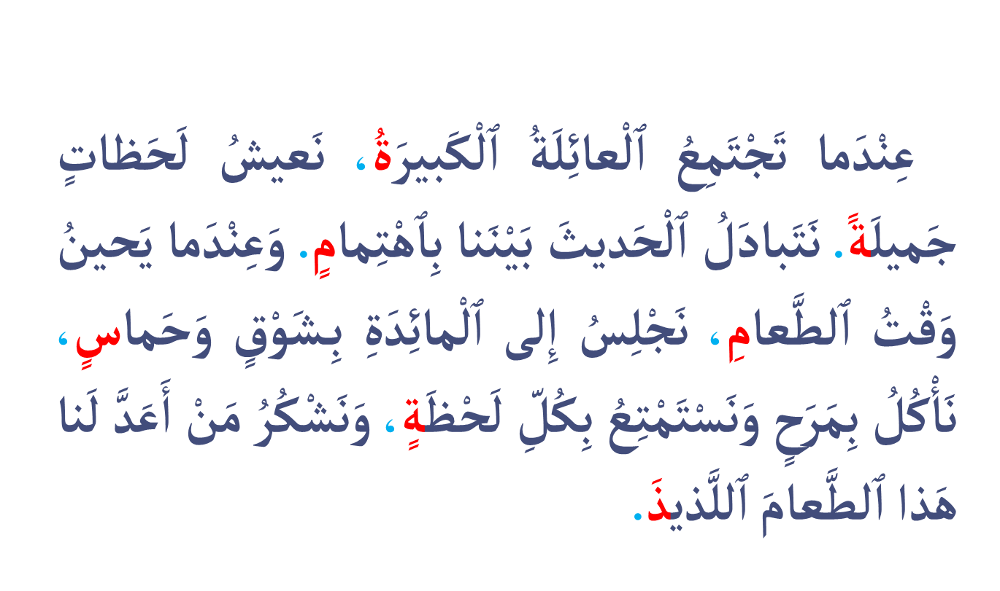 عِنْدَما تَجْتَمِعُ ٱلْعائِلَةُ ٱلْكَبيرَةُ، نَعيشُ لَحَظاتٍ
جَميلَةً. نَتَبادَلُ ٱلْحَديثَ بَيْنَنا بِٱهْتِمامٍ. وَعِنْدَما يَحينُ
وَقْتُ ٱلطَّعامِ، نَجْلِسُ إِلى ٱلْمائِدَةِ بِشَوْقٍ وَحَماسٍ،
نَأْكُلُ بِمَرَحٍ وَنَسْتَمْتِعُ بِكُلِّ لَحْظَةٍ، وَنَشْكُرُ مَنْ أَعَدَّ لَنا
هَذا ٱلطَّعامَ ٱللَّذيذَ.